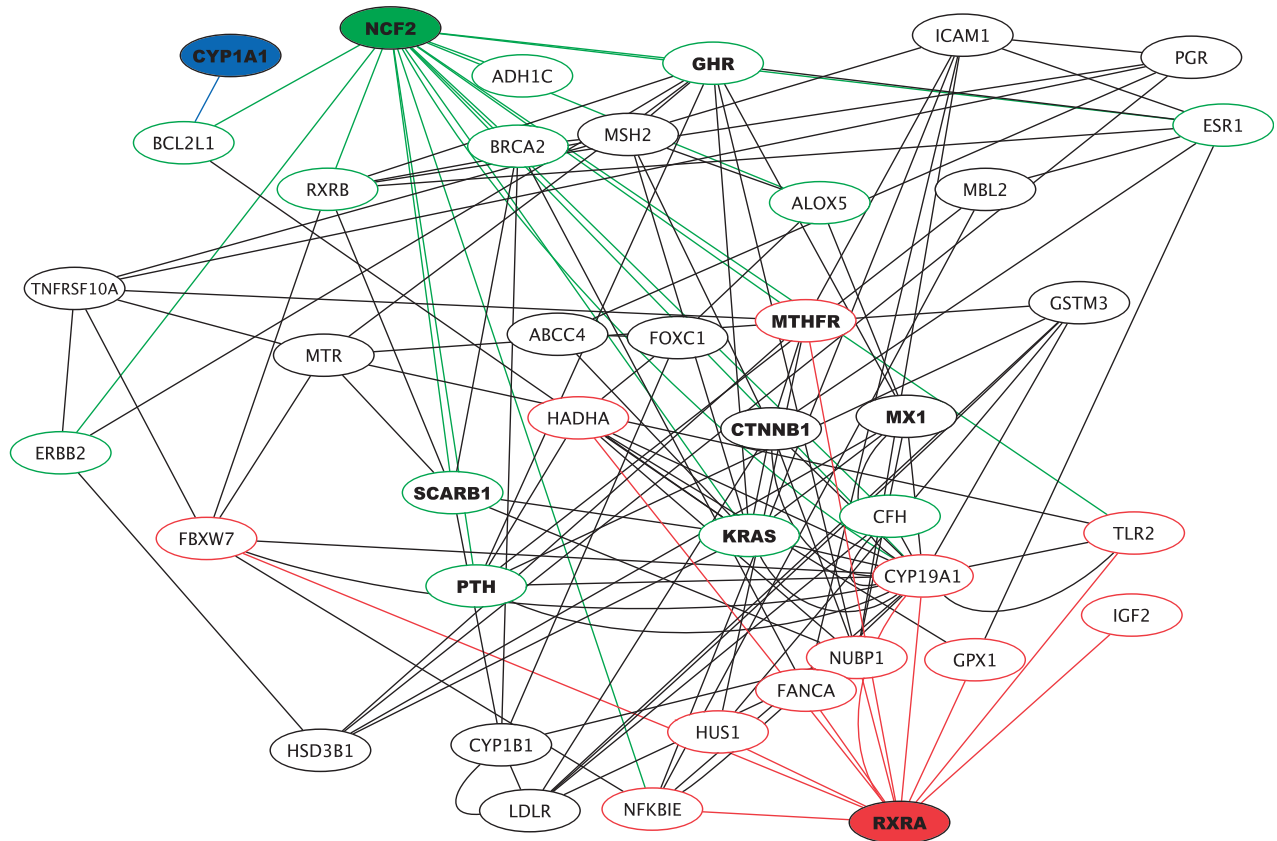 NCF2
ICAM1
CYP1A1
PGR
GHR
ADH1C
ESR1
MSH2
BCL2L1
BRCA2
RXRB
MBL2
ALOX5
TNFRSF10A
GSTM3
MTHFR
ABCC4
FOXC1
MTR
HADHA
MX1
CTNNB1
ERBB2
SCARB1
CFH
KRAS
TLR2
FBXW7
CYP19A1
PTH
IGF2
NUBP1
GPX1
FANCA
HUS1
CYP1B1
HSD3B1
LDLR
NFKBIE
RXRA